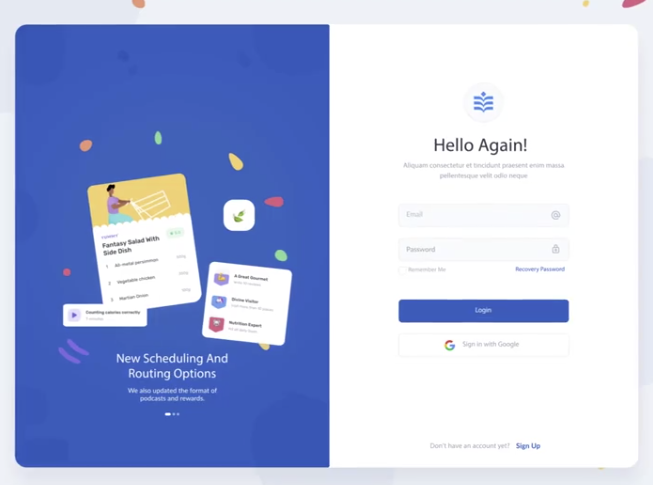 Fantasy Salad With
Side Dish
1 Air-metal persimmon
2 Vegetable chicken
3 Martian Onion
Counting calories correctly
A Great Gourmet
Divine Visitor
Nutrition Expert
New Scheduling And
Routing Options
We also updated the format of
podcasts and rewards.
Hello Again!
Aliquam consectetur et tincidunt praesent enim massa
pellentesque velit odio neque
Email
Password
Remember Me
Recovery Password
Login
Sign in with Google
Don't have an account yet? Sign Up